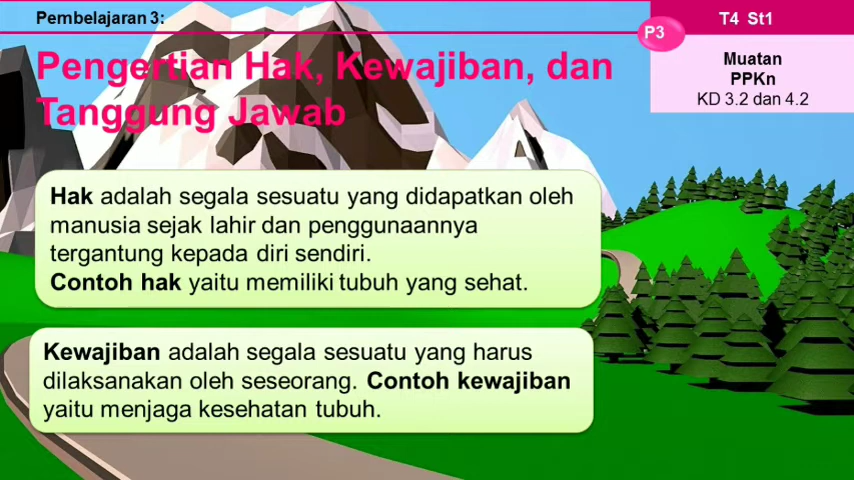 Pembelajaran 3:
P3
T4 St1
Muatan
PPKn
KD 3.2 dan 4.2
Pengertian Hak, Kewajiban, dan
Tanggung Jawab
Hak adalah segala sesuatu yang didapatkan oleh
manusia sejak lahir dan penggunaannya
tergantung kepada diri sendiri.
Contoh hak yaitu memiliki tubuh yang sehat.
Kewajiban adalah segala sesuatu yang harus
dilaksanakan oleh seseorang. Contoh kewajiban
yaitu menjaga kesehatan tubuh.